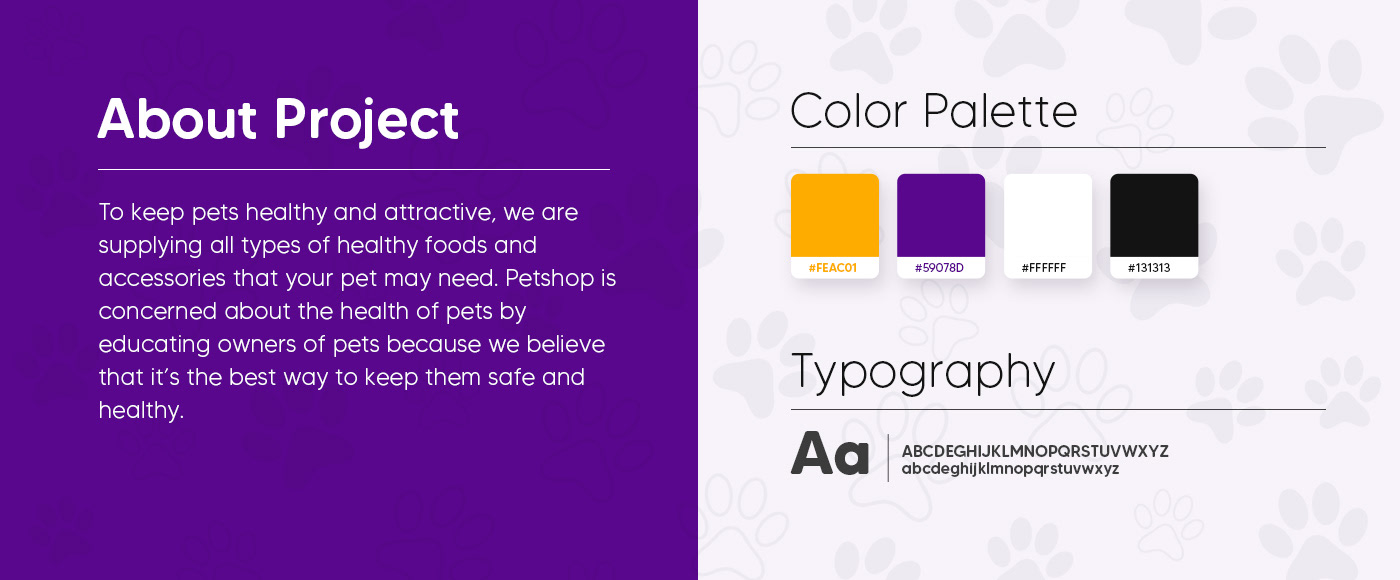 About Project
To keep pets healthy and attractive, we are
supplying all types of healthy foods and
accessories that your pet may need. Petshop is
concerned about the health of pets by
educating owners of pets because we believe
that it’s the best way to keep them safe and
healthy.
Color Palette
#FEAC01 #59078D #FFFFFF #131313
Typography
Aa
ABCDEGHIJKLMNOPQRSTUVWXYZ
abcdeghijklmnopqrstuvwxyz